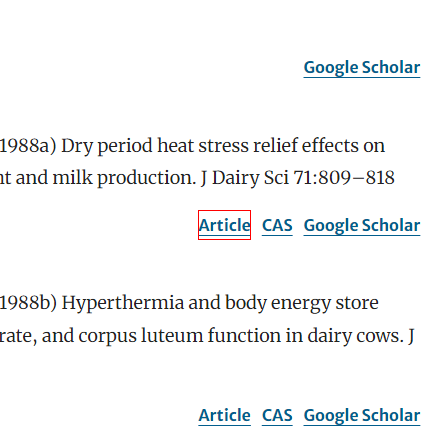 Google Scholar
1988a) Dry period heat stress relief effects on
nt and milk production. J Dairy Sci 71:809–818
Article CAS Google Scholar
1988b) Hyperthermia and body energy store
rate, and corpus luteum function in dairy cows. J
Article CAS Google Scholar